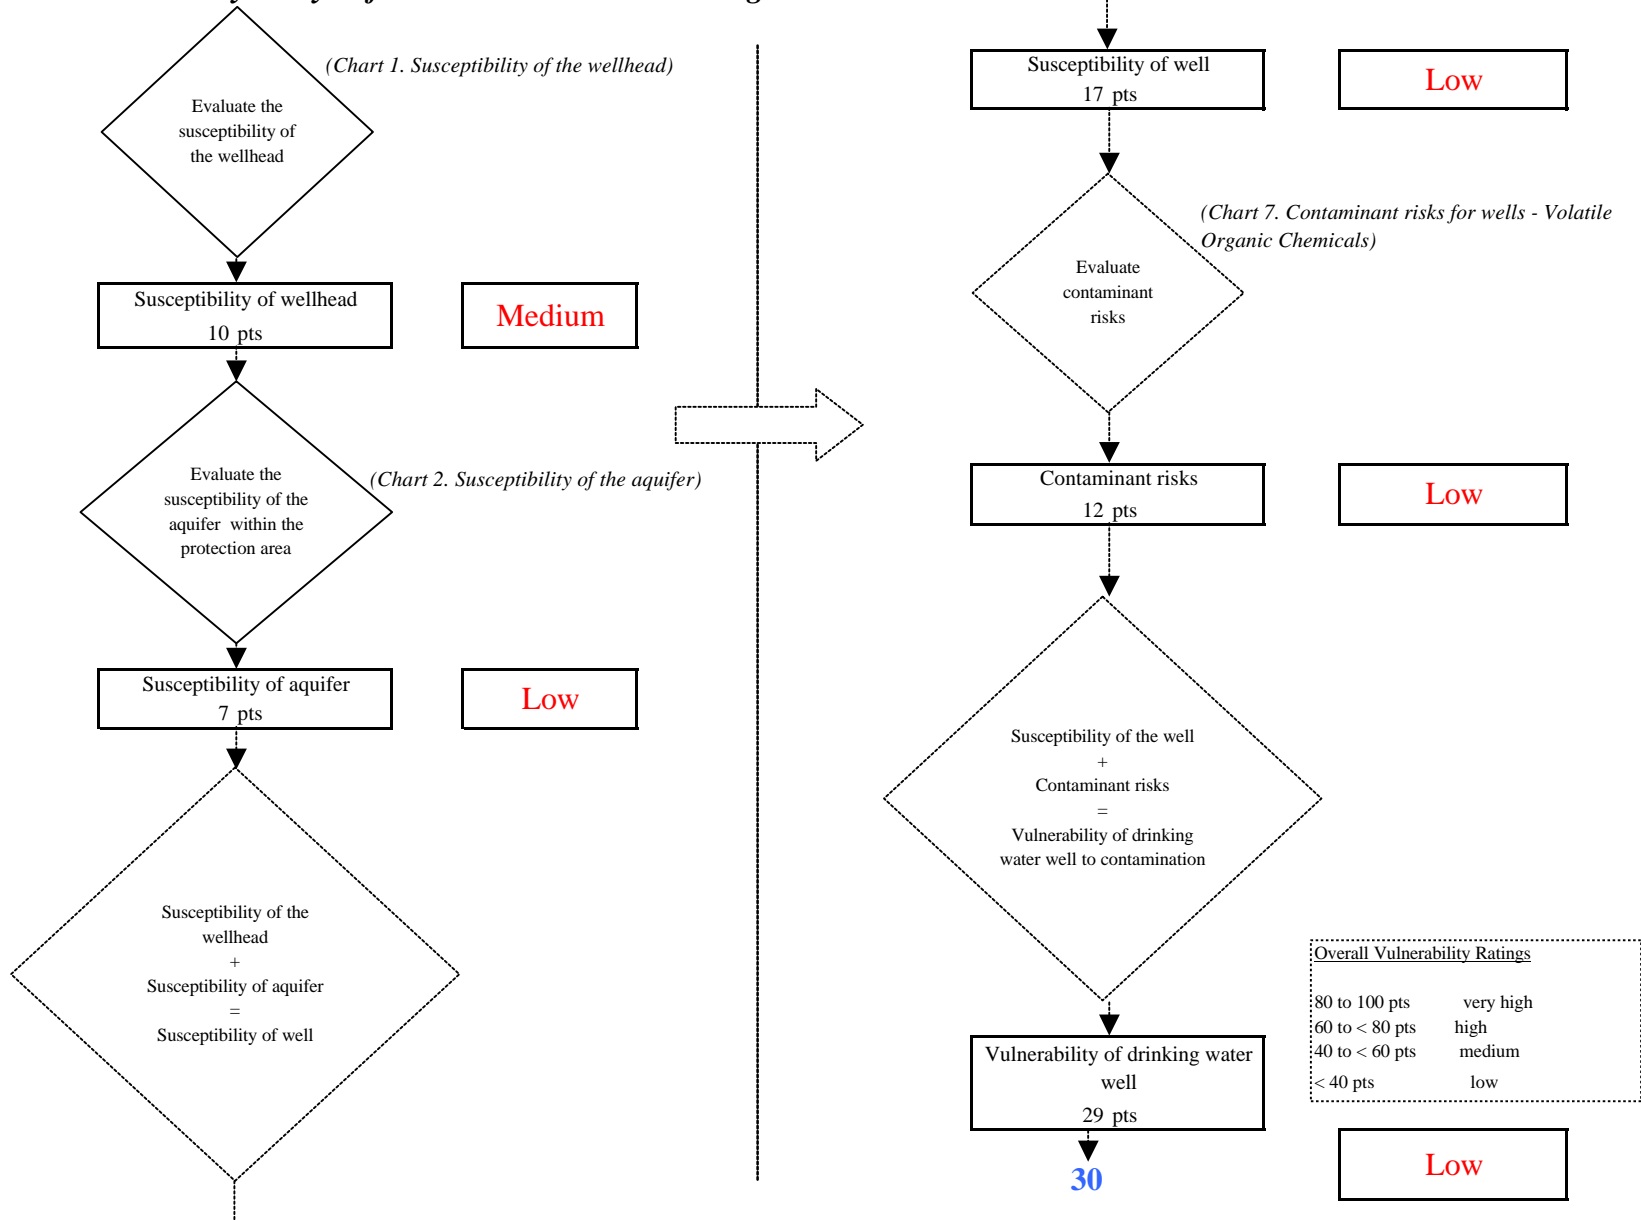 (Chart 1. Susceptibility of the wellhead)
Evaluate the
susceptibility of
the wellhead
Susceptibility of wellhead
10 pts
Medium
(Chart 2. Susceptibility of the aquifer)
Evaluate the
susceptibility of the
aquifer within the
protection area
Susceptibility of aquifer
7 pts
Low
Susceptibility of the
wellhead
+
Susceptibility of aquifer
=
Susceptibility of well
Susceptibility of well
17 pts
Low
(Chart 7. Contaminant risks for wells - Volatile
Organic Chemicals)
Evaluate
contaminant
risks
Contaminant risks
12 pts
Low
Susceptibility of the well
+
Contaminant risks
=
Vulnerability of drinking
water well to contamination
Overall Vulnerability Ratings
80 to 100 pts very high
60 to < 80 pts high
40 to < 60 pts medium
< 40 pts low
Vulnerability of drinking water
well
29 pts
30
Low